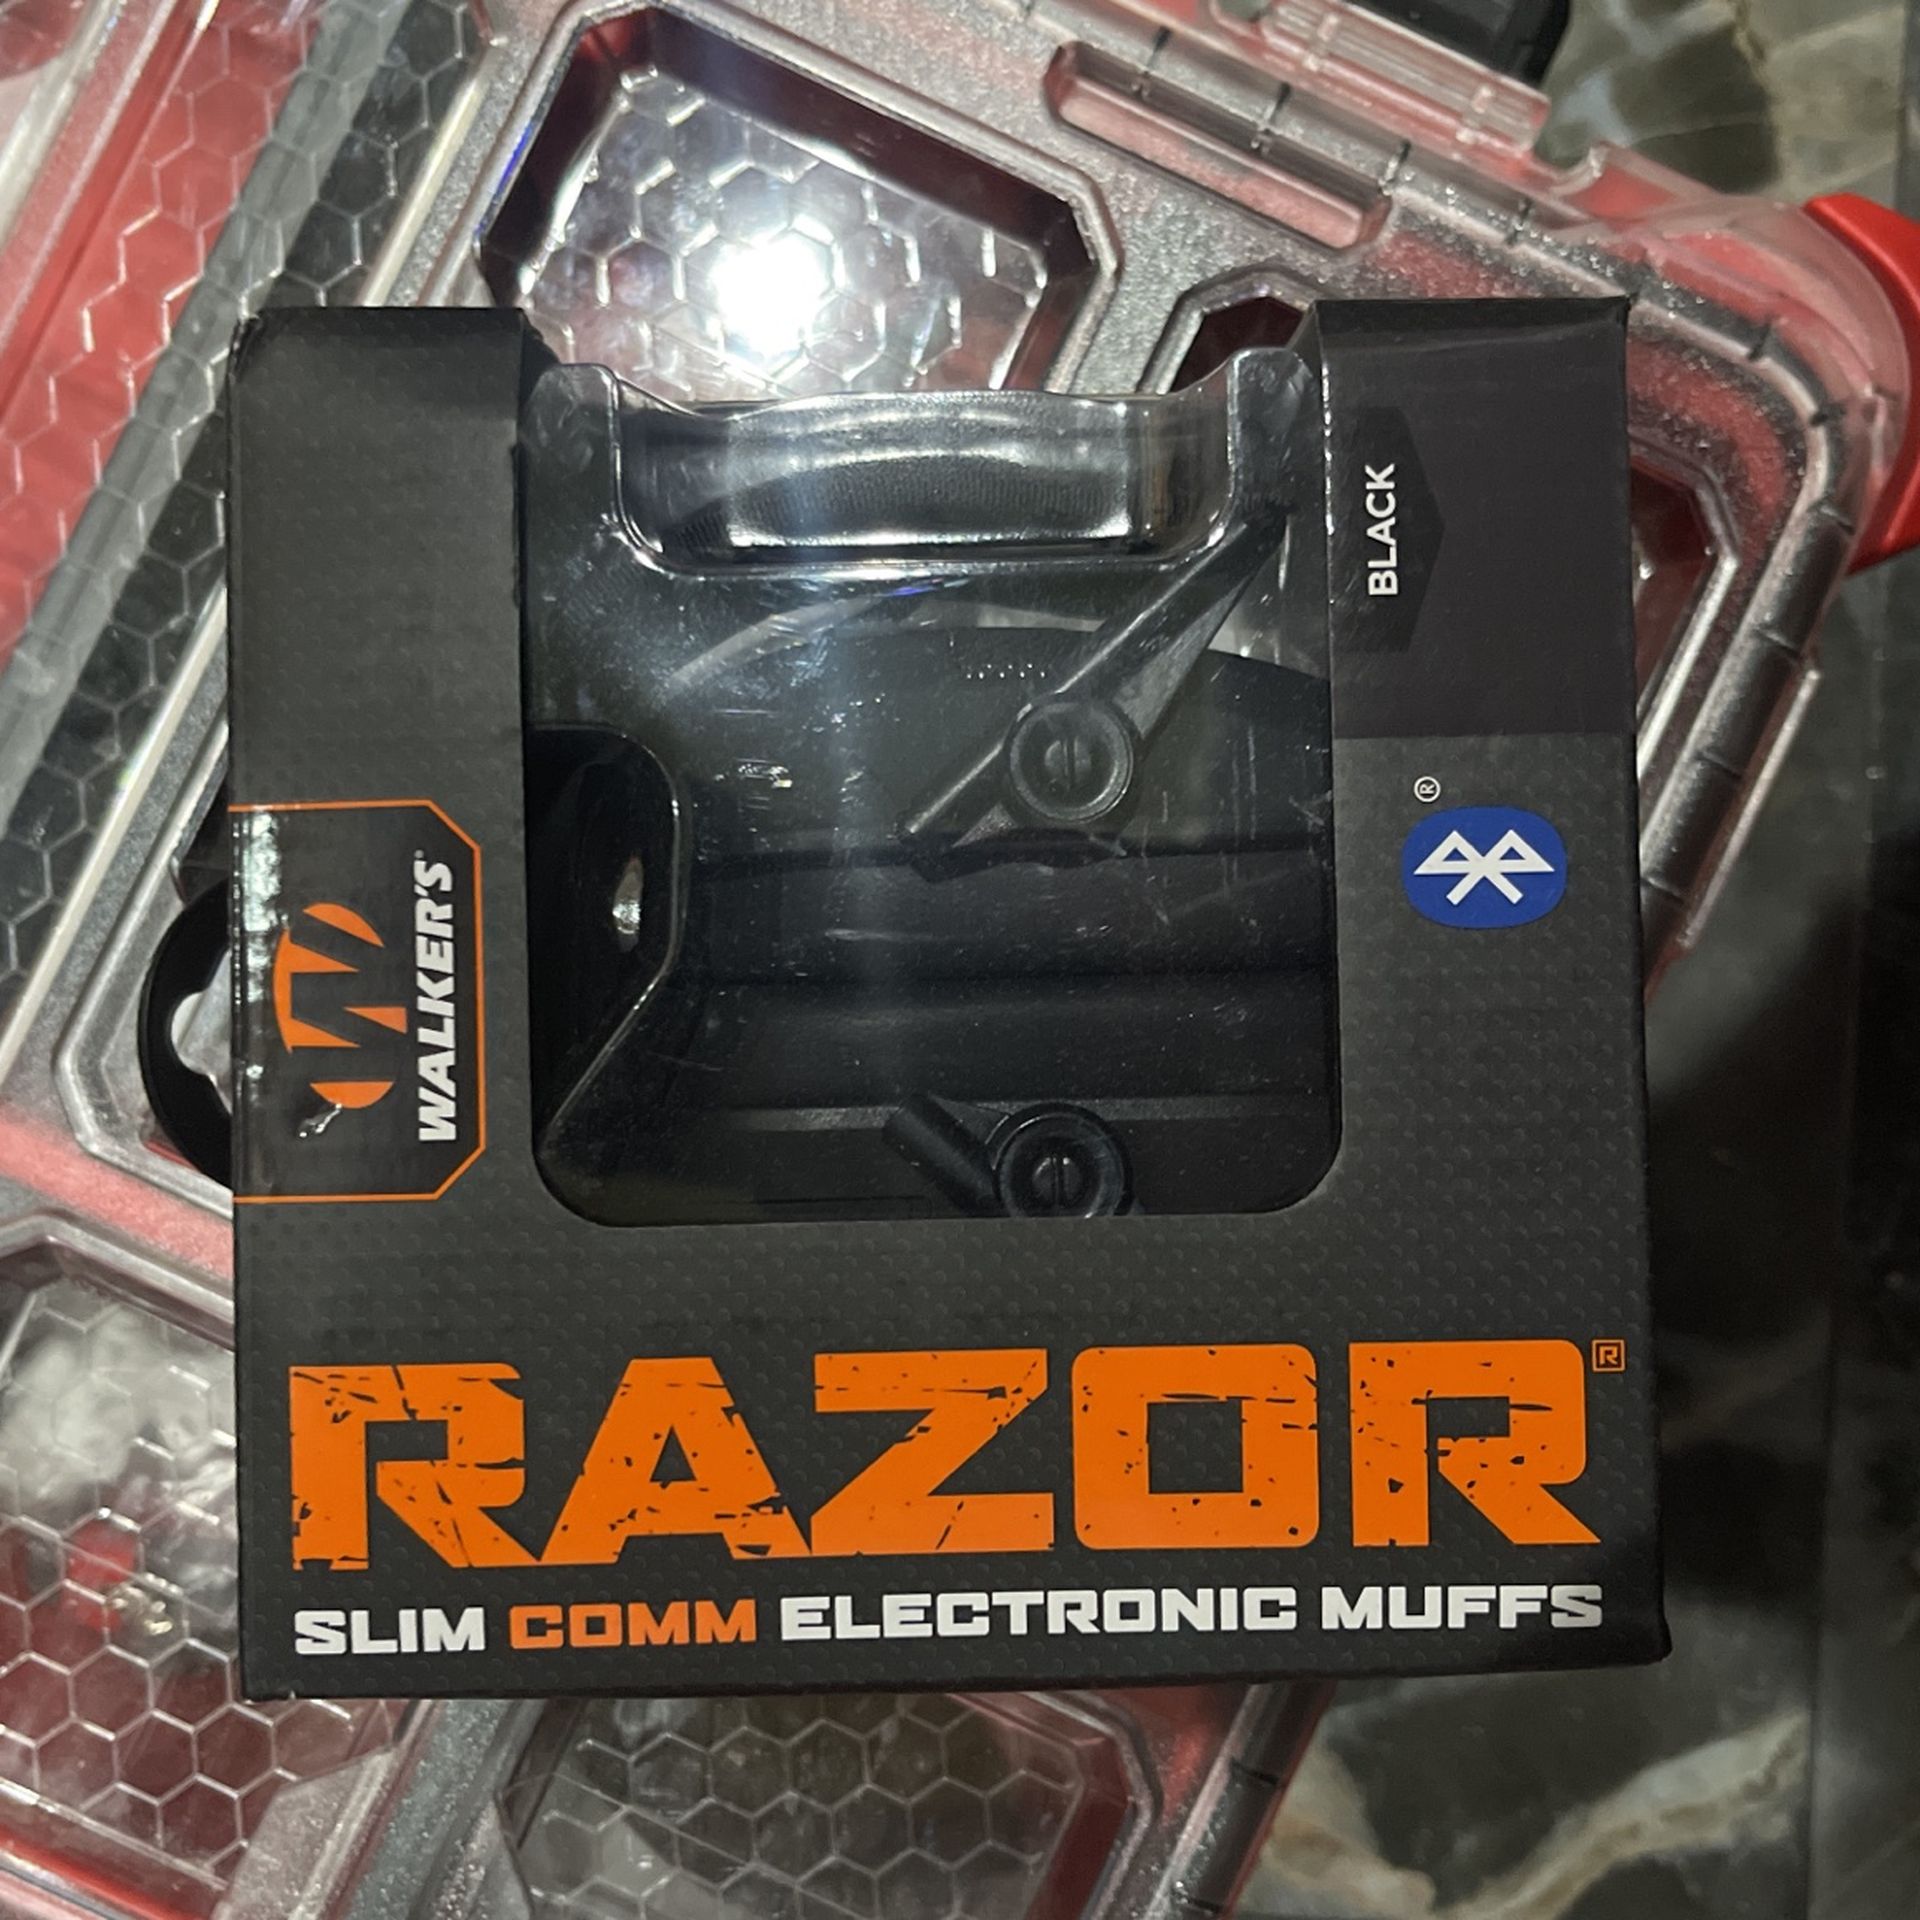 BLACK
®
WALKER'S
RAZOR®
SLIM COMM ELECTRONIC MUFFS